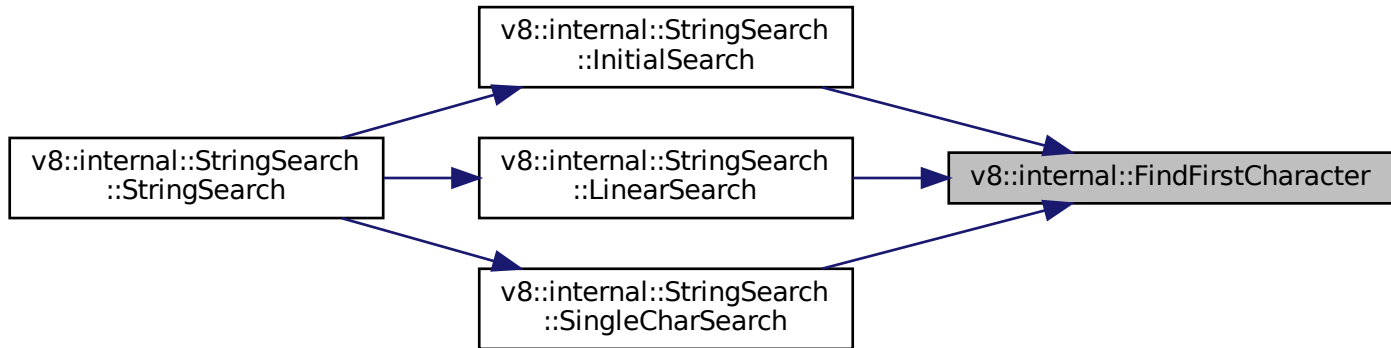 v8::internal::StringSearch
::InitialSearch
v8::internal::StringSearch
::StringSearch
v8::internal::StringSearch
::LinearSearch
v8::internal::FindFirstCharacter
v8::internal::StringSearch
::SingleCharSearch